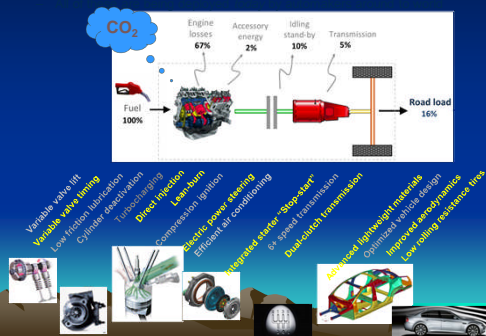 CO2
Engine
losses
67%
Accessory
energy
2%
Idling
stand-by
10%
Transmission
5%
Fuel
100%
Road load
16%
Variable valve lift
Variable valve timing
Low friction lubrication
Cylinder deactivation
Turbocharging
Direct injection
Lean-burn
Compression ignition
Electric power steering
Efficient air conditioning
Integrated starter "Stop-start"
6+ speed transmission
Dual-clutch transmission
Advanced lightweight materials
Optimized vehicle design
Improved aerodynamics
Low rolling resistance tires